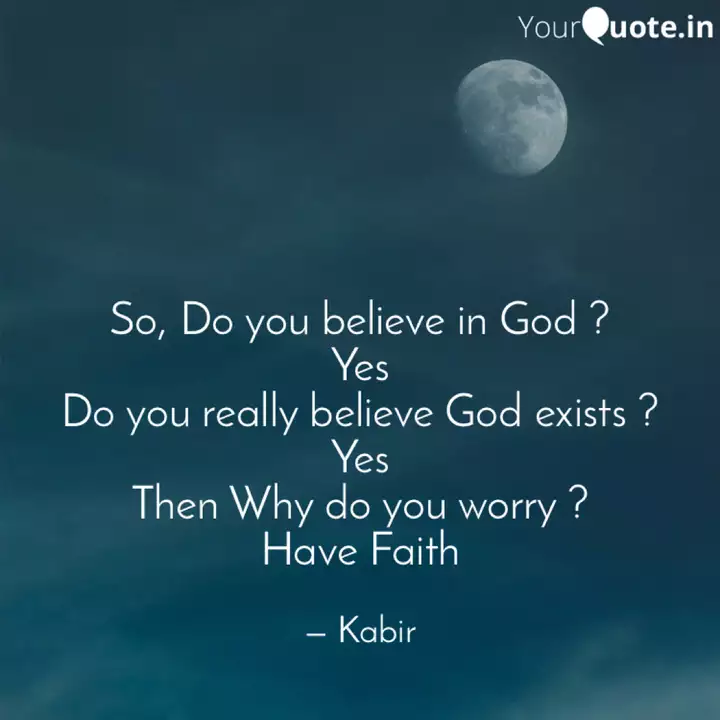 YourQuote.in
So, Do you believe in God ?
Yes
Do you really believe God exists ?
Yes
Then Why do you worry ?
Have Faith
– Kabir